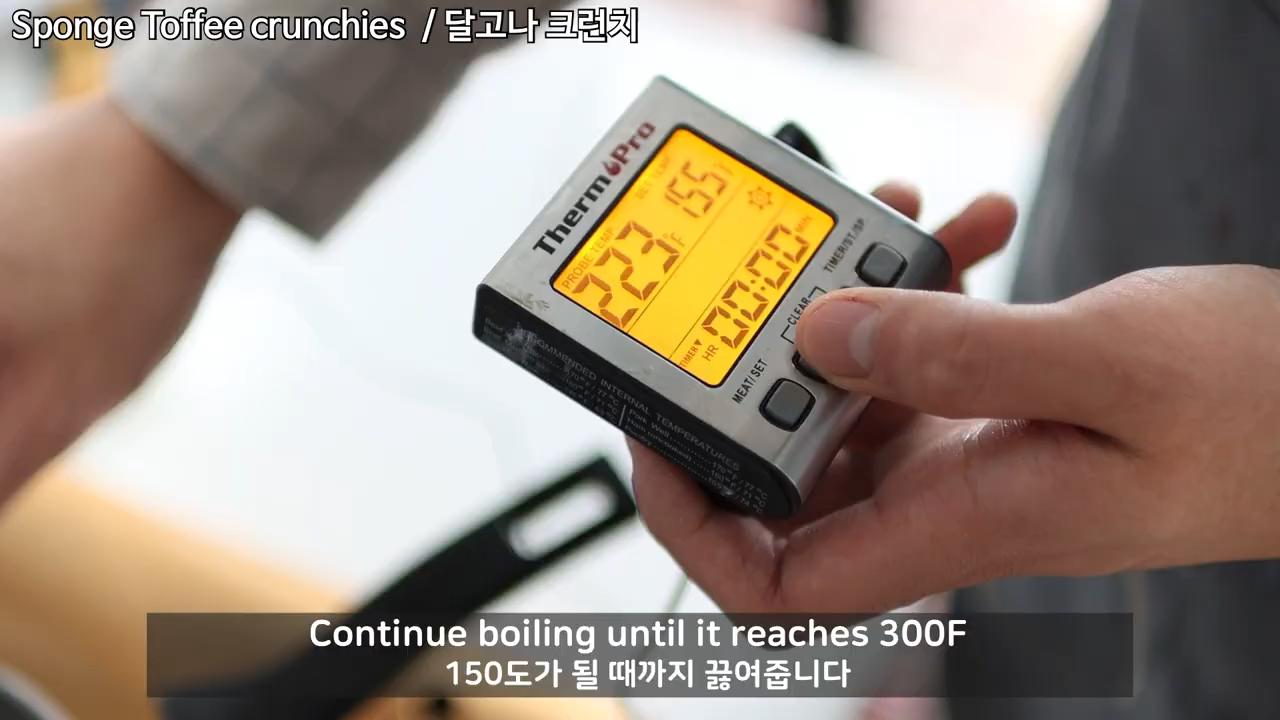 Sponge Toffee crunchies / 달고나 크런치
ThermoPro
PROBE TEMP
223°F
155
TIMER
HR
00:00
MIN
MEAT/SET
CLEAR
TIMER/ST./SP.
RECOMMENDED INTERNAL TEMPERATURES
Continue boiling until it reaches 300F
150도가 될 때까지 끓여줍니다